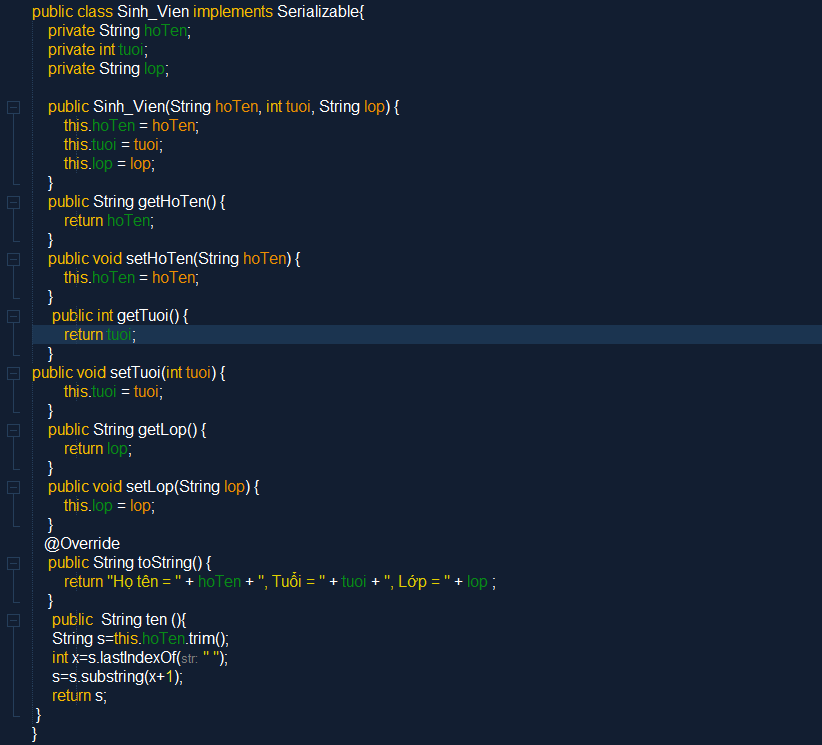 public class Sinh_Vien implements Serializable{
private String hoTen;
private int tuoi;
private String lop;
public Sinh_Vien(String hoTen, int tuoi, String lop) {
this.hoTen = hoTen;
this.tuoi = tuoi;
this.lop = lop;
}
public String getHoTen() {
return hoTen;
}
public void setHoTen(String hoTen) {
this.hoTen = hoTen;
}
public int getTuoi() {
return tuoi;
}
public void setTuoi(int tuoi) {
this.tuoi = tuoi;
}
public String getLop() {
return lop;
}
public void setLop(String lop) {
this.lop = lop;
}
@Override
public String toString() {
return "Họ tên = " + hoTen + ", Tuổi = " + tuoi + ", Lớp = " + lop ;
}
public  String ten (){
String s=this.hoTen.trim();
int x=s.lastIndexOf(str: " ");
s=s.substring(x+1);
return s;
}
}